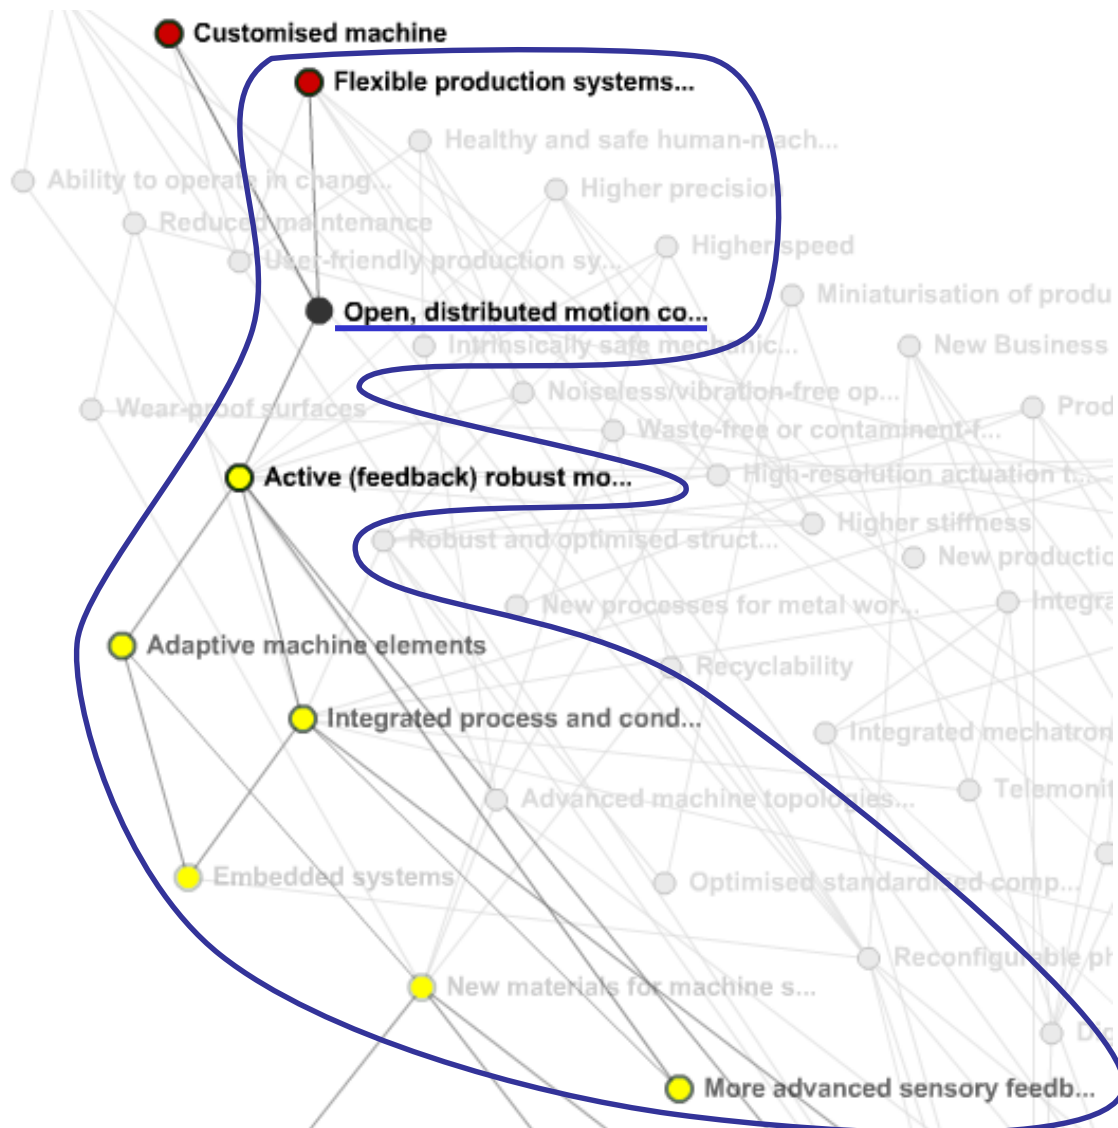 Customised machine
Flexible production systems...
Healthy and safe human-mach...
Ability to operate in chang...
Higher precision
Reduced maintenance
Higher speed
User-friendly production sy...
Miniaturisation of produ
Open, distributed motion co...
Intrinsically safe mechanic...
New Business
Noiseless/vibration-free op...
Wear-proof surfaces
Prod
Waste-free or contaminent-f...
High-resolution actuation t...
Active (feedback) robust mo...
Higher stiffness
Robust and optimised struct...
New productic
Integra
New processes for metal wor...
Adaptive machine elements
Recyclability
Integrated process and cond...
Integrated mechatron
Telemonit
Advanced machine topologies...
Embedded systems
Optimised standardised comp...
Reconfigurable ph
New materials for machine s...
More advanced sensory feedb...